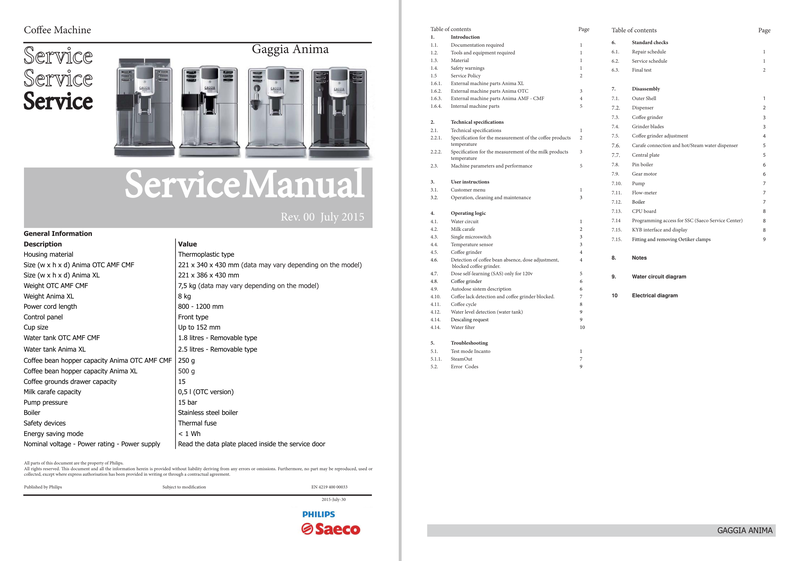 Coffee Machine
Service
Service
Service
Gaggia Anima
Service Manual
Rev. 00 July 2015
General Information
Description Value
Housing material Thermoplastic type
Size (w x h x d) Anima OTC AMF CMF 221 x 340 x 430 mm (data may vary depending on the model)
Size (w x h x d) Anima XL 221 x 386 x 430 mm
Weight OTC AMF CMF 7,5 kg (data may vary depending on the model)
Weight Anima XL 8 kg
Power cord length 800 - 1200 mm
Control panel Front type
Cup size Up to 152 mm
Water tank OTC AMF CMF 1.8 litres - Removable type
Water tank Anima XL 2.5 litres - Removable type
Coffee bean hopper capacity Anima OTC AMF CMF 250 g
Coffee bean hopper capacity Anima XL 500 g
Coffee grounds drawer capacity 15
Milk carafe capacity 0,5 l (OTC version)
Pump pressure 15 bar
Boiler Stainless steel boiler
Safety devices Thermal fuse
Energy saving mode < 1 Wh
Nominal voltage - Power rating - Power supply Read the data plate placed inside the service door
All parts of this document are the property of Philips.
All rights reserved. This document and all the information herein is provided without liability deriving from any errors or omissions. Furthermore, no part may be reproduced, used or
collected, except where express authorisation has been provided in writing or through a contractual agreement.
Published by Philips Subject to modification EN 4219 400 00033
2015-July-30
PHILIPS
Saeco
Table of contents Page
1. Introduction
1.1. Documentation required 1
1.2. Tools and equipment required 1
1.3. Material 1
1.4. Safety warnings 1
1.5 Service Policy 2
1.6.1. External machine parts Anima XL
1.6.2. External machine parts Anima OTC 3
1.6.3. External machine parts Anima AMF - CMF 4
1.6.4. Internal machine parts 5
2. Technical specifications
2.1. Technical specifications 1
2.2.1. Specification for the measurement of the coffee products 2
temperature
2.2.2. Specification for the measurement of the milk products 3
temperature
2.3. Machine parameters and performance 5
3. User instructions
3.1. Customer menu 1
3.2. Operation, cleaning and maintenance 3
4. Operating logic
4.1. Water circuit 1
4.2. Milk carafe 2
4.3. Single microswitch 3
4.4. Temperature sensor 3
4.5. Coffee grinder 4
4.6. Detection of coffee bean absence, dose adjustment, 4
blocked coffee grinder
4.7. Dose self-learning (SAS) only for 120v 5
4.8. Coffee grinder 6
4.9. Autodose sistem description 6
4.10. Coffee lack detection and coffee grinder blocked. 7
4.11. Coffee cycle 8
4.12. Water level detection (water tank) 9
4.14. Descaling request 9
4.14. Water filter 10
5. Troubleshooting
5.1. Test mode Incanto 1
5.1.1. SteamOut 7
5.2. Error Codes 9
Table of contents Page
6. Standard checks
6.1. Repair schedule 1
6.2. Service schedule 1
6.3. Final test 2
7. Disassembly
7.1. Outer Shell 1
7.2. Dispenser 2
7.3. Coffee grinder 3
7.4. Grinder blades 3
7.5. Coffee grinder adjustment 4
7.6. Carafe connection and hot/Steam water dispenser 5
7.7. Central plate 5
7.8. Pin boiler 6
7.9. Gear motor 6
7.10. Pump 7
7.11. Flow-meter 7
7.12. Boiler 7
7.13. CPU board 8
7.14 Programming access for SSC (Saeco Service Center) 8
7.15. KYB interface and display 8
7.15. Fitting and removing Oetiker clamps 9
8. Notes
9. Water circuit diagram
10 Electrical diagram
GAGGIA ANIMA